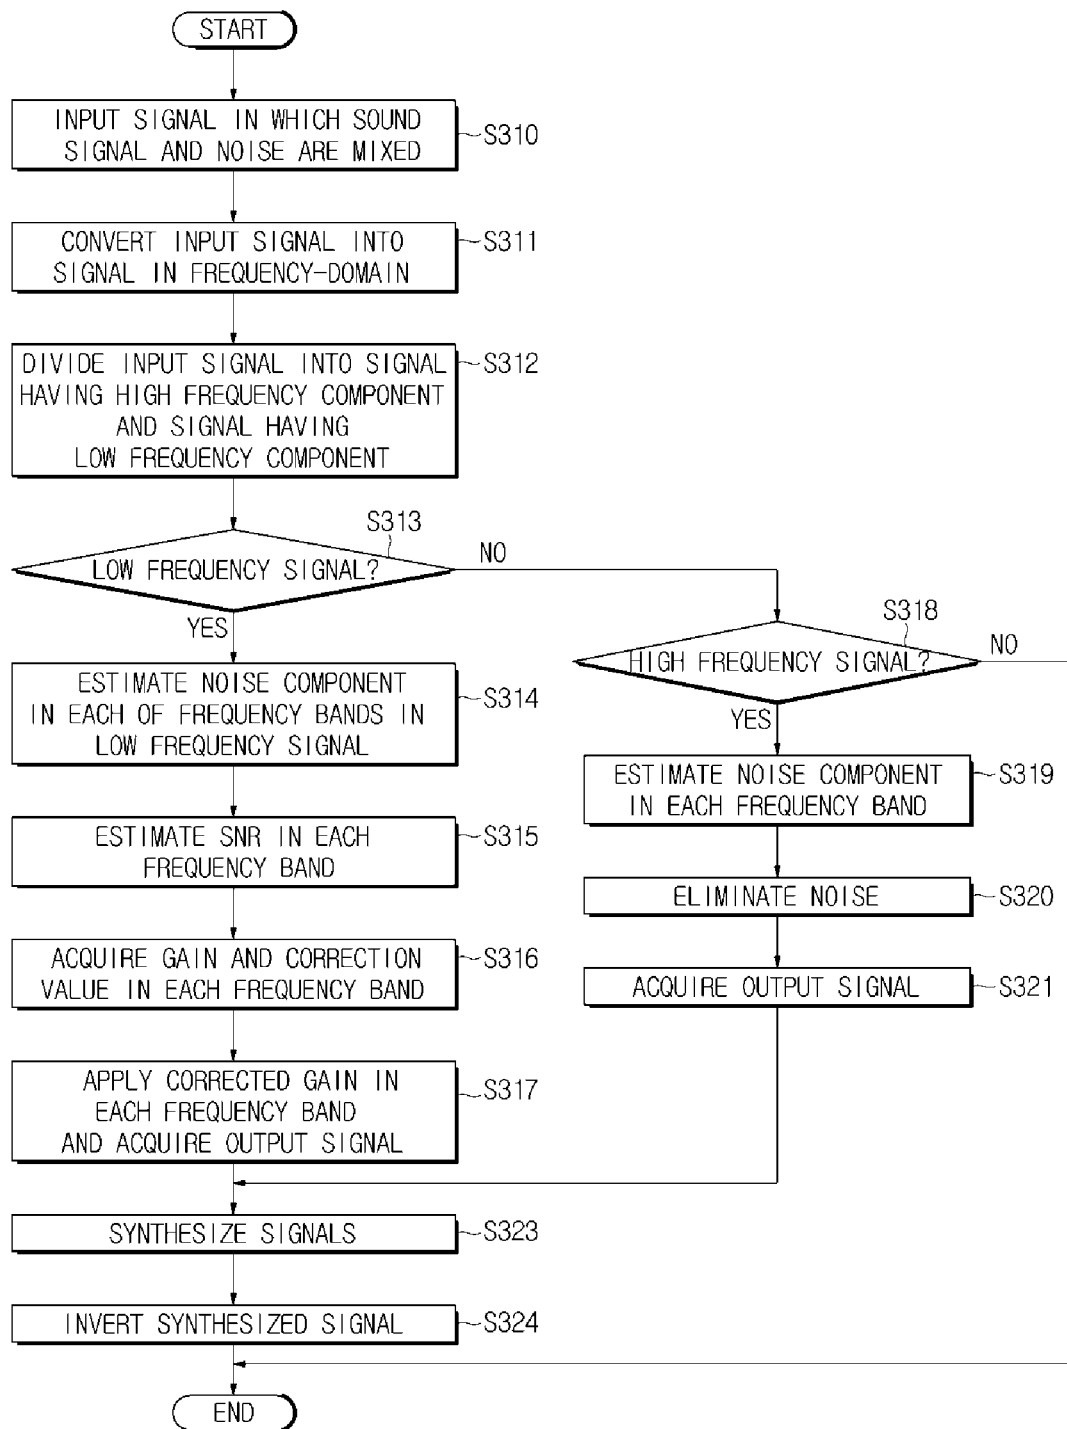 START
INPUT SIGNAL IN WHICH SOUND
SIGNAL AND NOISE ARE MIXED
S310
CONVERT INPUT SIGNAL INTO
SIGNAL IN FREQUENCY-DOMAIN
S311
DIVIDE INPUT SIGNAL INTO SIGNAL
HAVING HIGH FREQUENCY COMPONENT
AND SIGNAL HAVING
LOW FREQUENCY COMPONENT
S312
S313
LOW FREQUENCY SIGNAL?
NO
YES
S318
HIGH FREQUENCY SIGNAL?
NO
YES
ESTIMATE NOISE COMPONENT
IN EACH OF FREQUENCY BANDS IN
LOW FREQUENCY SIGNAL
S314
ESTIMATE NOISE COMPONENT
IN EACH FREQUENCY BAND
S319
ESTIMATE SNR IN EACH
FREQUENCY BAND
S315
ELIMINATE NOISE
S320
ACQUIRE GAIN AND CORRECTION
VALUE IN EACH FREQUENCY BAND
S316
ACQUIRE OUTPUT SIGNAL
S321
APPLY CORRECTED GAIN IN
EACH FREQUENCY BAND
AND ACQUIRE OUTPUT SIGNAL
S317
SYNTHESIZE SIGNALS
S323
INVERT SYNTHESIZED SIGNAL
S324
END